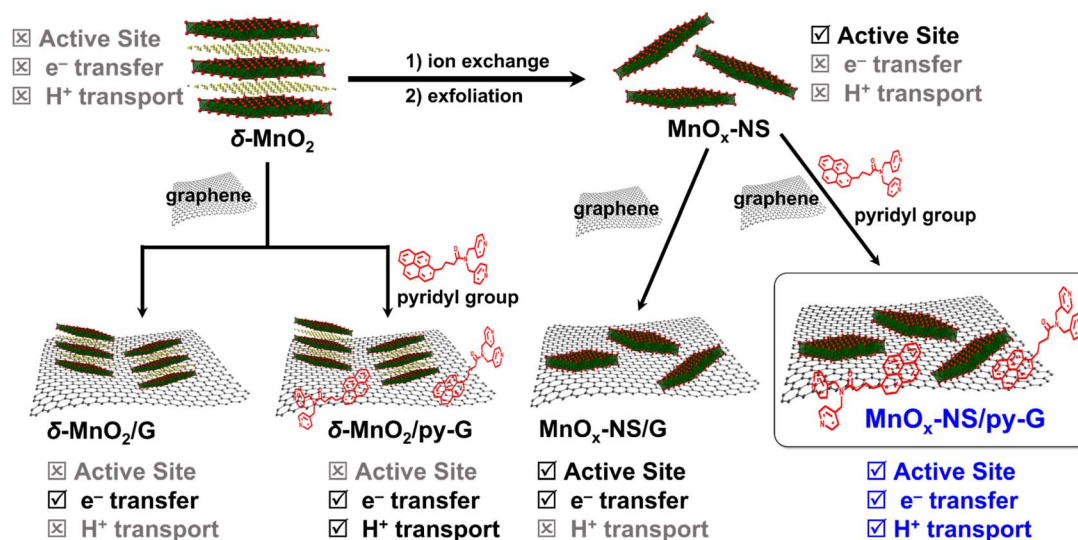 ☒ Active Site
☒ e⁻ transfer
☒ H⁺ transport
δ-MnO₂
1) ion exchange
2) exfoliation
MnOₓ-NS
☑ Active Site
☒ e⁻ transfer
☒ H⁺ transport
graphene
N
N
pyridyl group
graphene
graphene
O
N
N
N
pyridyl group
O
N
N
N
δ-MnO₂/G
☒ Active Site
☑ e⁻ transfer
☒ H⁺ transport
δ-MnO₂/py-G
☒ Active Site
☑ e⁻ transfer
☑ H⁺ transport
MnOₓ-NS/G
☑ Active Site
☑ e⁻ transfer
☒ H⁺ transport
MnOₓ-NS/py-G
☑ Active Site
☑ e⁻ transfer
☑ H⁺ transport